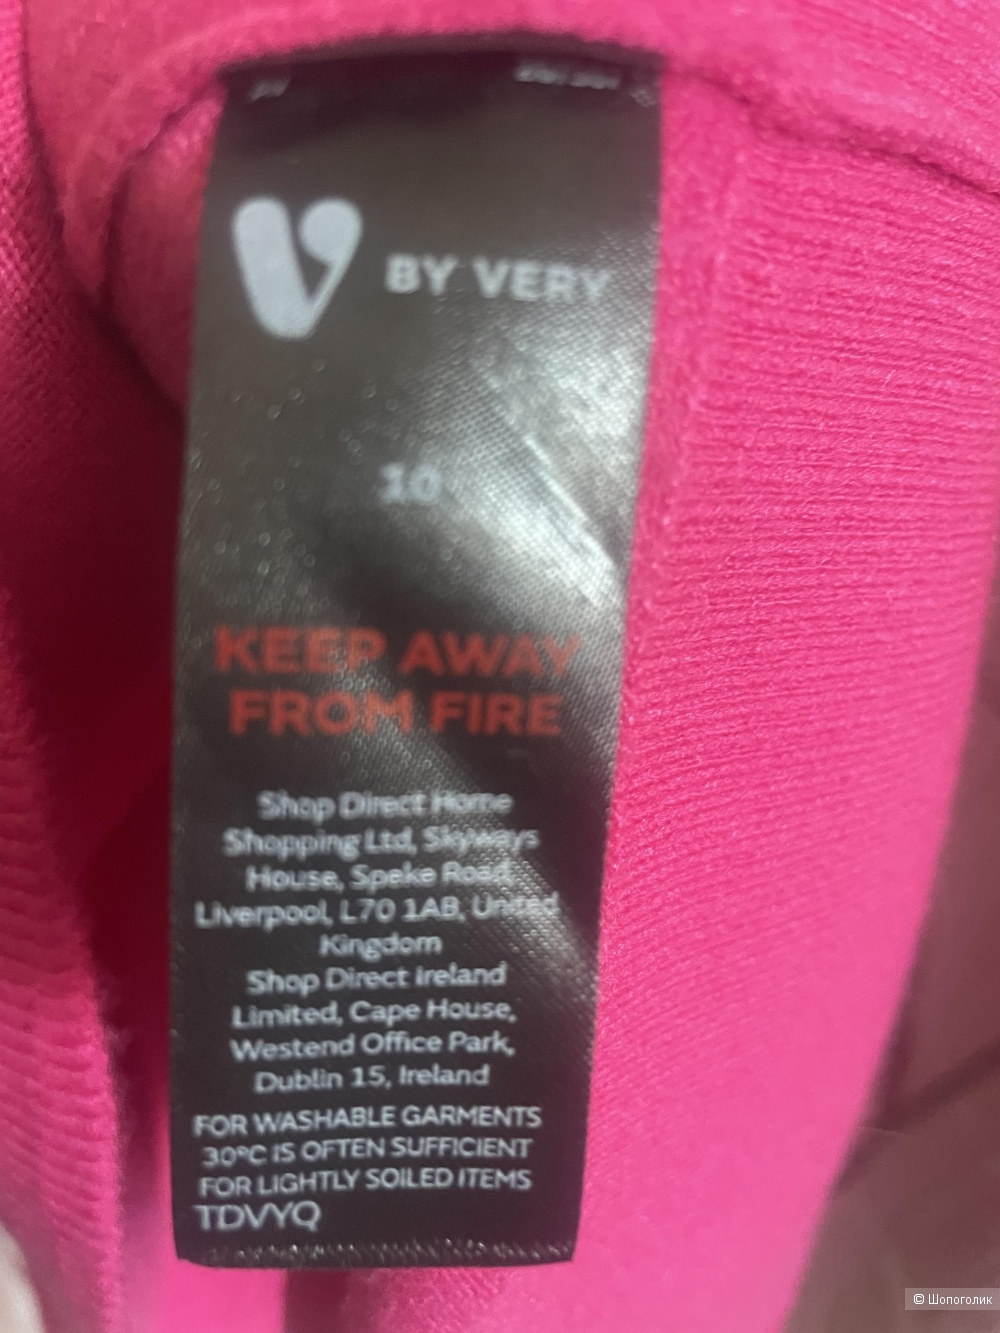 V BY VERY
10
KEEP AWAY
FROM FIRE
Shop Direct Home
Shopping Ltd, Skyways
House, Speke Road,
Liverpool, L70 1AB, United
Kingdom
Shop Direct Ireland
Limited, Cape House,
Westend Office Park,
Dublin 15, Ireland
FOR WASHABLE GARMENTS
30°C IS OFTEN SUFFICIENT
FOR LIGHTLY SOILED ITEMS
TDVYQ
© Шопоголик